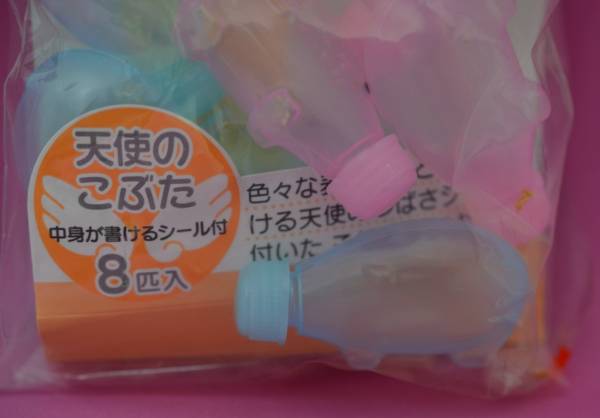 天使の
こぶた
中身が書けるシール付
8匹入
色々な
ける天使の
付いた